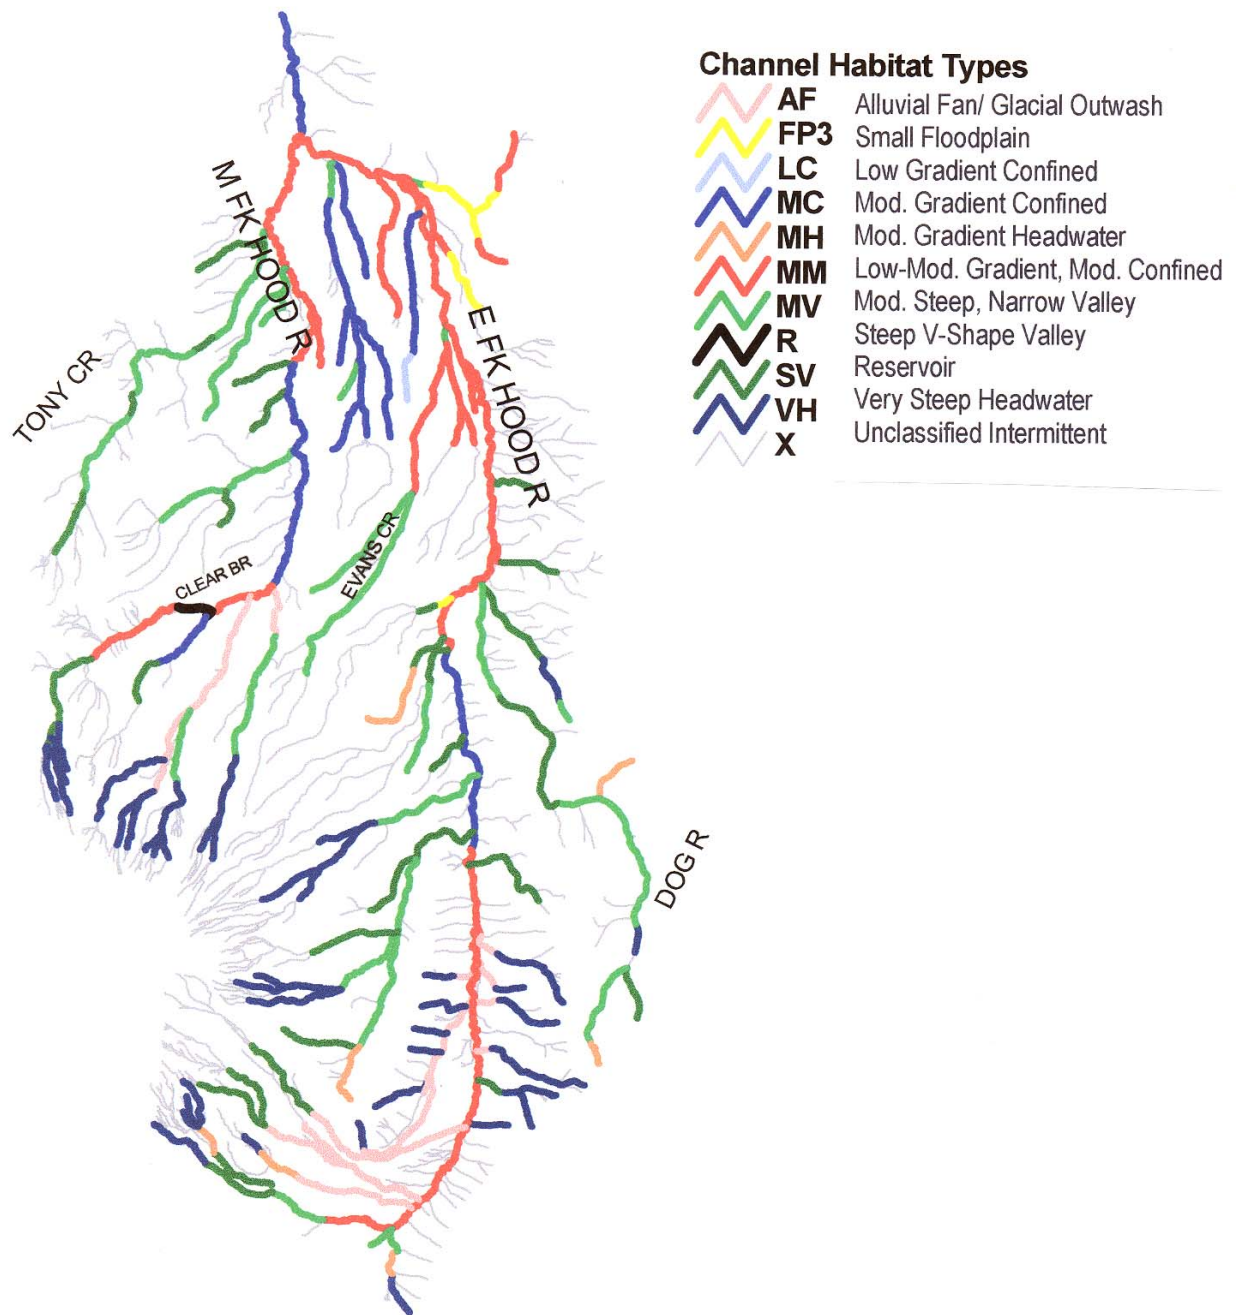 Channel Habitat Types
AF Alluvial Fan/ Glacial Outwash
FP3 Small Floodplain
LC Low Gradient Confined
MC Mod. Gradient Confined
MH Mod. Gradient Headwater
MM Low-Mod. Gradient, Mod. Confined
MV Mod. Steep, Narrow Valley
R Steep V-Shape Valley
SV Reservoir
VH Very Steep Headwater
X Unclassified Intermittent
M FK HOOD R
E FK HOOD R
TONY CR
EVANS CR
CLEAR BR
DOG R